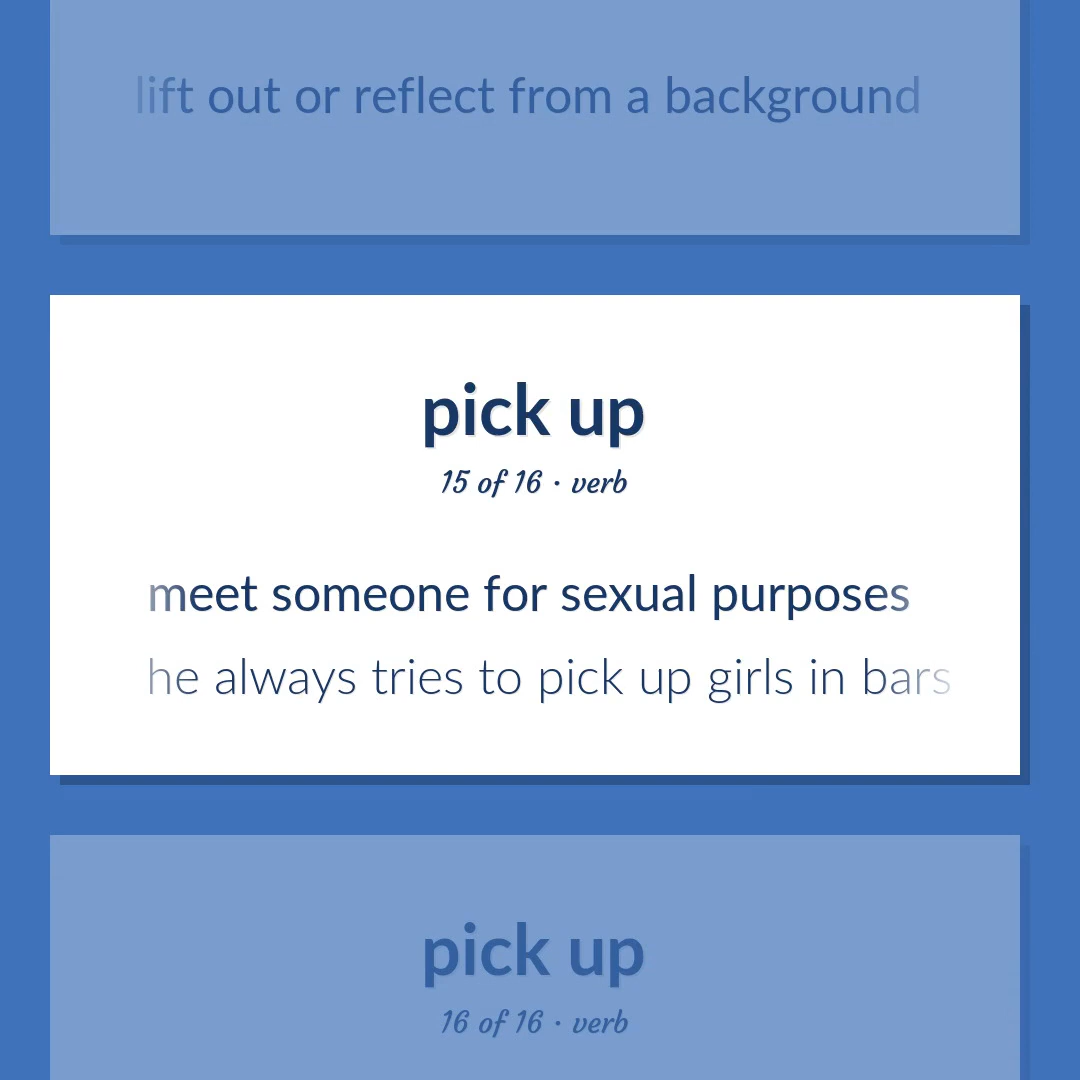 lift out or reflect from a background
pick up
15 of 16 · verb
meet someone for sexual purposes
he always tries to pick up girls in bars
pick up
16 of 16 · verb